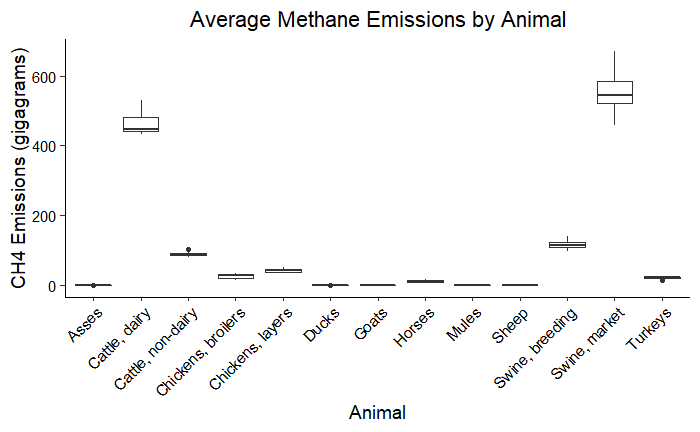 Average Methane Emissions by Animal
CH4 Emissions (gigagrams)
600
400
200
0
Asses
Cattle, dairy
Cattle, non-dairy
Chickens, broilers
Chickens, layers
Ducks
Goats
Horses
Mules
Sheep
Swine, breeding
Swine, market
Turkeys
Animal